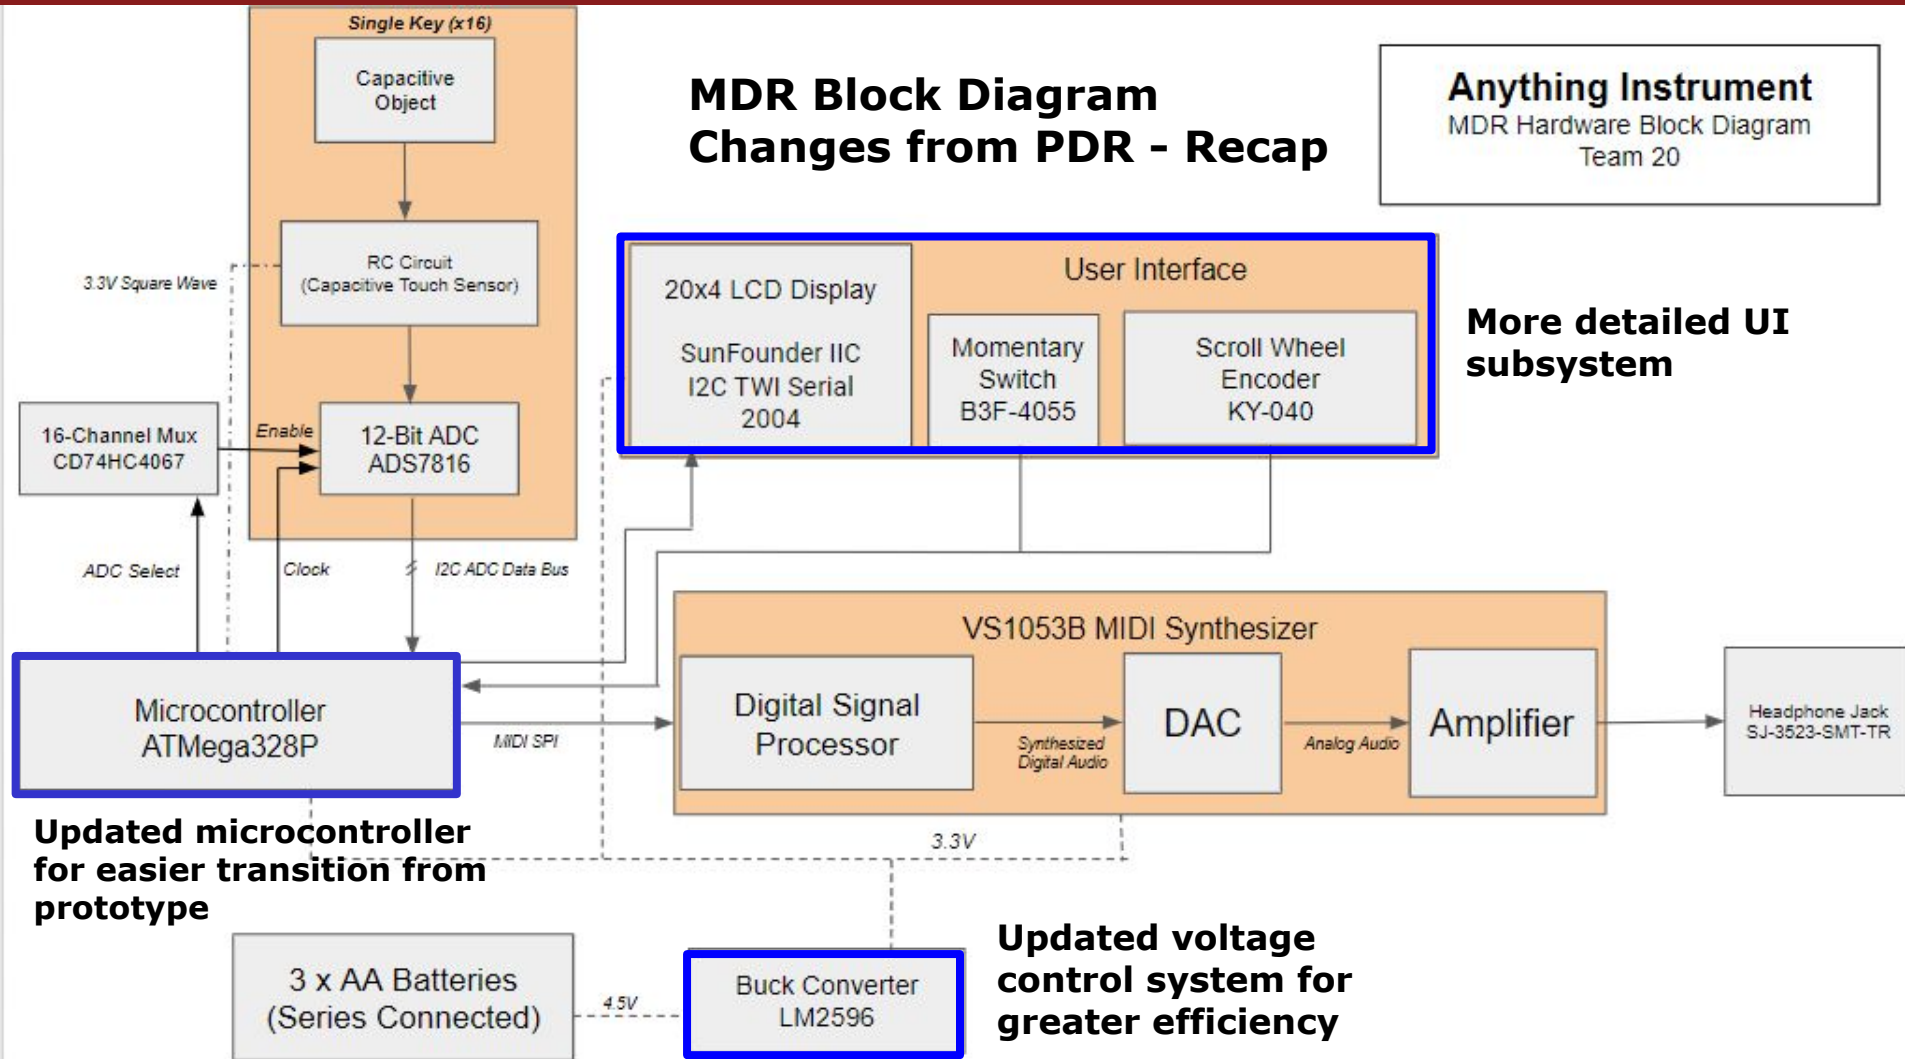 Single Key (x16)
Capacitive
Object
MDR Block Diagram
Changes from PDR - Recap
Anything Instrument
MDR Hardware Block Diagram
Team 20
RC Circuit
(Capacitive Touch Sensor)
3.3V Square Wave
20x4 LCD Display
SunFounder IIC
I2C TWI Serial
2004
User Interface
Momentary
Switch
B3F-4055
Scroll Wheel
Encoder
KY-040
More detailed UI
subsystem
16-Channel Mux
CD74HC4067
Enable
12-Bit ADC
ADS7816
ADC Select
Clock
I2C ADC Data Bus
VS1053B MIDI Synthesizer
Microcontroller
ATMega328P
MIDI SPI
Digital Signal
Processor
Synthesized
Digital Audio
DAC
Analog Audio
Amplifier
Headphone Jack
SJ-3523-SMT-TR
Updated microcontroller
for easier transition from
prototype
3.3V
3 x AA Batteries
(Series Connected)
4.5V
Buck Converter
LM2596
Updated voltage
control system for
greater efficiency